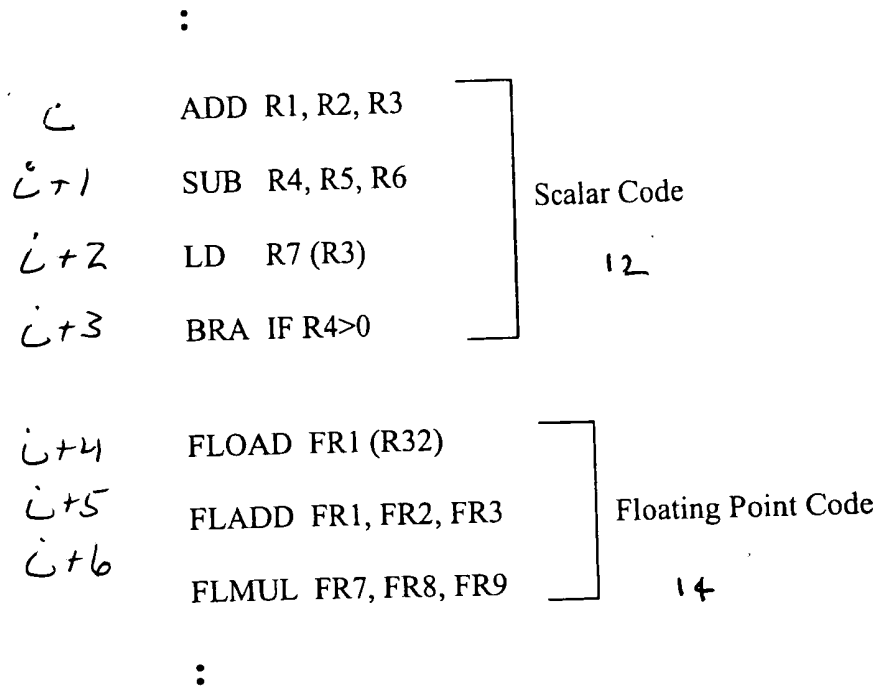 :
i ADD R1, R2, R3
i+1 SUB R4, R5, R6
Scalar Code
i+2 LD R7 (R3)
12
i+3 BRA IF R4>0
i+4 FLOAD FR1 (R32)
i+5 FLADD FR1, FR2, FR3
Floating Point Code
i+6 FLMUL FR7, FR8, FR9
14
: